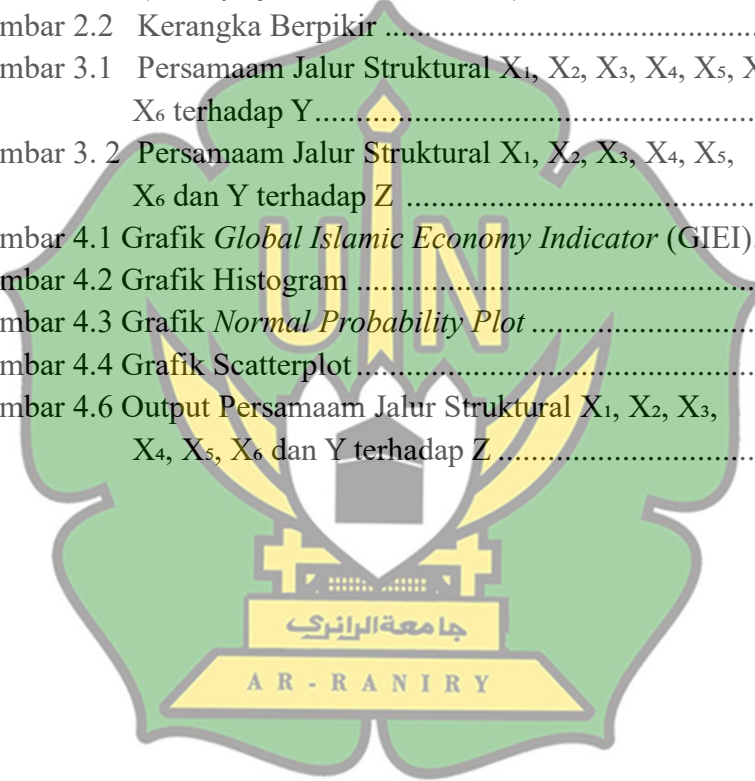 mbar 2.2 Kerangka Berpikir ..................................................
mbar 3.1 Persamaam Jalur Struktural X₁, X₂, X₃, X₄, X₅, X
X₆ terhadap Y..............................................................
mbar 3. 2 Persamaam Jalur Struktural X₁, X₂, X₃, X₄, X₅,
X₆ dan Y terhadap Z ..................................................
mbar 4.1 Grafik Global Islamic Economy Indicator (GIEI).
mbar 4.2 Grafik Histogram ......................................................
mbar 4.3 Grafik Normal Probability Plot ................................
mbar 4.4 Grafik Scatterplot.......................................................
mbar 4.6 Output Persamaam Jalur Struktural X₁, X₂, X₃,
X₄, X₅, X₆ dan Y terhadap Z ....................................
UIN
جامعة الرانري
AR-RANIRY